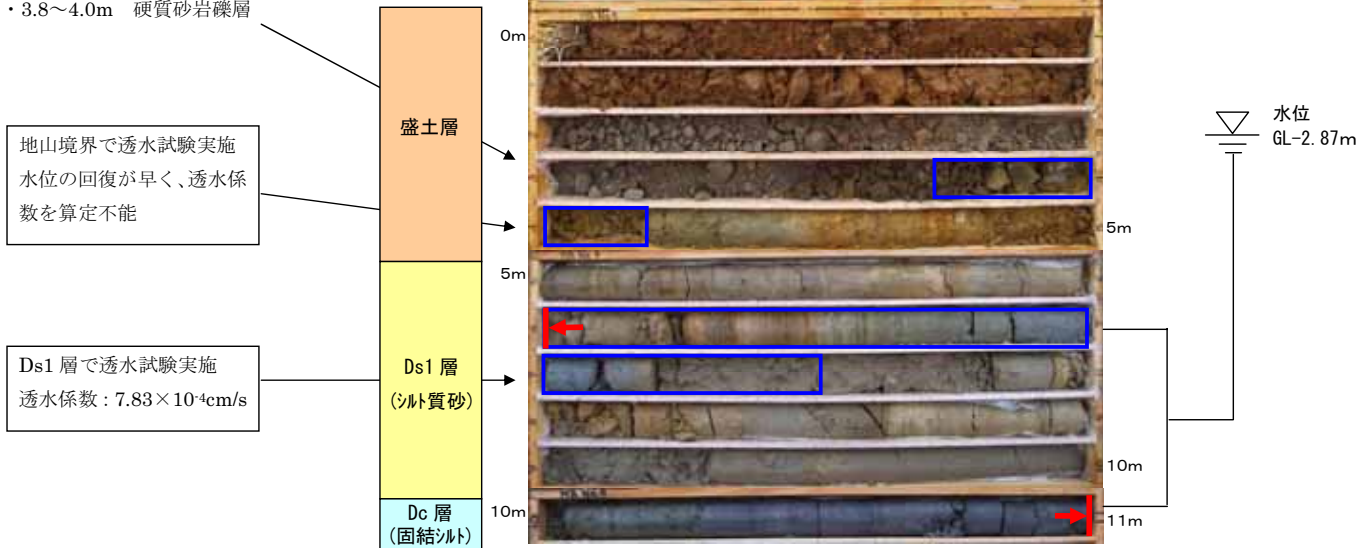 ・3.8～4.0m 硬質砂岩礫層
地山境界で透水試験実施
水位の回復が早く、透水係
数を算定不能
Ds1 層で透水試験実施
透水係数：7.83×10-4cm/s
盛土層
Ds1 層
(ｼﾙﾄ質砂)
Dc 層
(固結ｼﾙﾄ)
0m
5m
10m
5m
10m
11m
水位
GL-2.87m